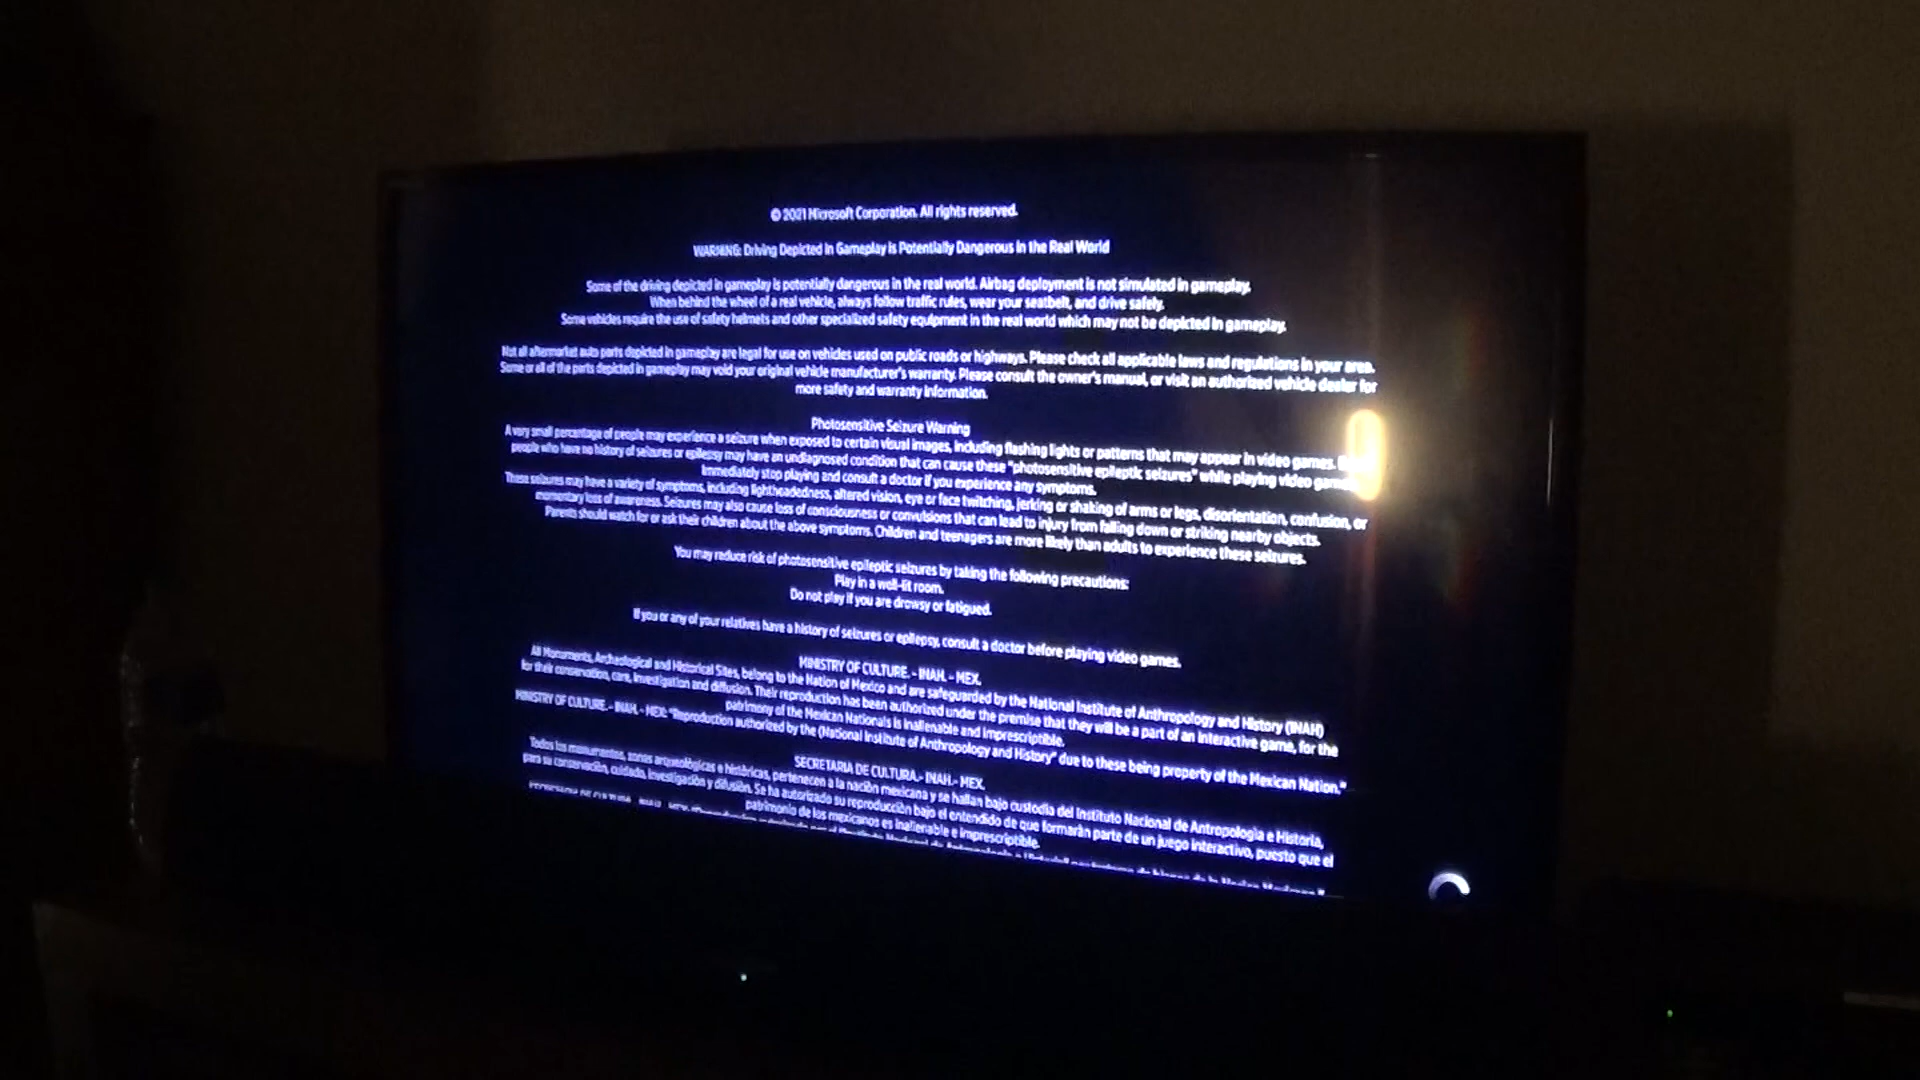 © 2021 Microsoft Corporation. All rights reserved.
WARNING: Driving Depicted in Gameplay is Potentially Dangerous in the Real World
Some of the driving depicted in gameplay is potentially dangerous in the real world. Airbag deployment is not simulated in gameplay.
When behind the wheel of a real vehicle, always follow traffic rules, wear your seatbelt, and drive safely.
Some vehicles require the use of safety helmets and other specialized safety equipment in the real world which may not be depicted in gameplay.
Not all aftermarket auto parts depicted in gameplay are legal for use on vehicles used on public roads or highways. Please check all applicable laws and regulations in your area.
Some or all of the parts depicted in gameplay may void your original vehicle manufacturer's warranty. Please consult the owner's manual, or visit an authorized vehicle dealer for
more safety and warranty information.
Photosensitive Seizure Warning
A very small percentage of people may experience a seizure when exposed to certain visual images, including flashing lights or patterns that may appear in video games.
people who have no history of seizures or epilepsy may have an undiagnosed condition that can cause these "photosensitive epileptic seizures" while playing video games.
Immediately stop playing and consult a doctor if you experience any symptoms.
These seizures may have a variety of symptoms, including lightheadedness, altered vision, eye or face twitching, jerking or shaking of arms or legs, disorientation, confusion, or
momentary loss of awareness. Seizures may also cause loss of consciousness or convulsions that can lead to injury from falling down or striking nearby objects.
Parents should watch for or ask their children about the above symptoms. Children and teenagers are more likely than adults to experience these seizures.
You may reduce risk of photosensitive epileptic seizures by taking the following precautions:
Play in a well-lit room.
Do not play if you are drowsy or fatigued.
If you or any of your relatives have a history of seizures or epilepsy, consult a doctor before playing video games.
MINISTRY OF CULTURE. - INAH. - MEX.
All Monuments, Archeological and Historical Sites, belong to the Nation of Mexico and are safeguarded by the National Institute of Anthropology and History (INAH)
for their conservation, care, investigation and diffusion. Their reproduction has been authorized under the premise that they will be a part of an interactive game, for the
patrimony of the Mexican Nationals is inalienable and imprescriptible.
MINISTRY OF CULTURE. - INAH. - MEX: "Reproduction authorized by the (National Institute of Anthropology and History" due to these being property of the Mexican Nation."
SECRETARIA DE CULTURA.- INAH.- MEX.
Todos los monumentos, zonas arqueológicas e históricas, pertenecen a la nación mexicana y se hallan bajo custodia del Instituto Nacional de Antropología e Historia,
para su conservación, cuidado, investigación y difusión. Se ha autorizado su reproducción bajo el entendido de que formarán parte de un juego interactivo, puesto que el
patrimonio de los mexicanos es inalienable e imprescriptible.